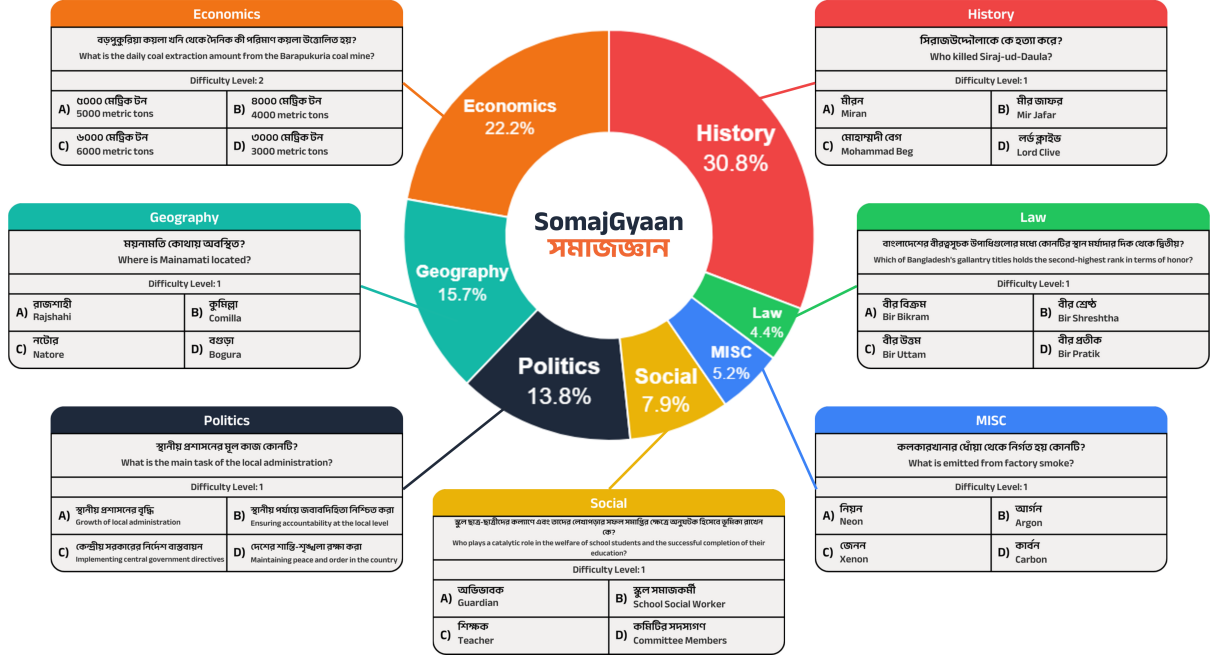 Economics
বড়পুকুরিয়া কয়লা খনি থেকে দৈনিক কী পরিমাণ কয়লা উত্তোলিত হয়?
What is the daily coal extraction amount from the Barapukuria coal mine?
Difficulty Level: 2
A) ৫০০০ মেট্রিক টন
5000 metric tons
B) ৪০০০ মেট্রিক টন
4000 metric tons
C) ৬০০০ মেট্রিক টন
6000 metric tons
D) ৩০০০ মেট্রিক টন
3000 metric tons
History
সিরাজউদ্দৌলাকে কে হত্যা করে?
Who killed Siraj-ud-Daula?
Difficulty Level: 1
A) মীরন
Miran
B) মীর জাফর
Mir Jafar
C) মোহাম্মদী বেগ
Mohammad Beg
D) লর্ড ক্লাইভ
Lord Clive
Economics
22.2%
History
30.8%
Geography
15.7%
SomajGyaan
সমাজজ্ঞান
Law
4.4%
MISC
5.2%
Politics
13.8%
Social
7.9%
Geography
ময়নামতি কোথায় অবস্থিত?
Where is Mainamati located?
Difficulty Level: 1
A) রাজশাহী
Rajshahi
B) কুমিল্লা
Comilla
C) নাটোর
Natore
D) বগুড়া
Bogura
Law
বাংলাদেশের বীরত্বসূচক উপাধিগুলোর মধ্যে কোনটির স্থান মর্যাদার দিক থেকে দ্বিতীয়?
Which of Bangladesh's gallantry titles holds the second-highest rank in terms of honor?
Difficulty Level: 1
A) বীর বিক্রম
Bir Bikram
B) বীর শ্রেষ্ঠ
Bir Shreshtha
C) বীর উত্তম
Bir Uttam
D) বীর প্রতীক
Bir Pratik
Politics
স্থানীয় প্রশাসনের মূল কাজ কোনটি?
What is the main task of the local administration?
Difficulty Level: 1
A) স্থানীয় প্রশাসনের বৃদ্ধি
Growth of local administration
B) স্থানীয় পর্যায়ে জবাবদিহিতা নিশ্চিত করা
Ensuring accountability at the local level
C) কেন্দ্রীয় সরকারের নির্দেশ বাস্তবায়ন
Implementing central government directives
D) দেশের শান্তি-শৃঙ্খলা রক্ষা করা
Maintaining peace and order in the country
MISC
কলকারখানার ধোঁয়া থেকে নির্গত হয় কোনটি?
What is emitted from factory smoke?
Difficulty Level: 1
A) নিয়ন
Neon
B) আর্গন
Argon
C) জেনন
Xenon
D) কার্বন
Carbon
Social
স্কুল ছাত্র-ছাত্রীদের কল্যাণে এবং তাদের লেখাপড়ার সফল সমাপ্তির ক্ষেত্রে অনুঘটক হিসেবে ভূমিকা রাখেন
কে?
Who plays a catalytic role in the welfare of school students and the successful completion of their
education?
Difficulty Level: 1
A) অভিভাবক
Guardian
B) স্কুল সমাজকর্মী
School Social Worker
C) শিক্ষক
Teacher
D) কমিটির সদস্যগণ
Committee Members